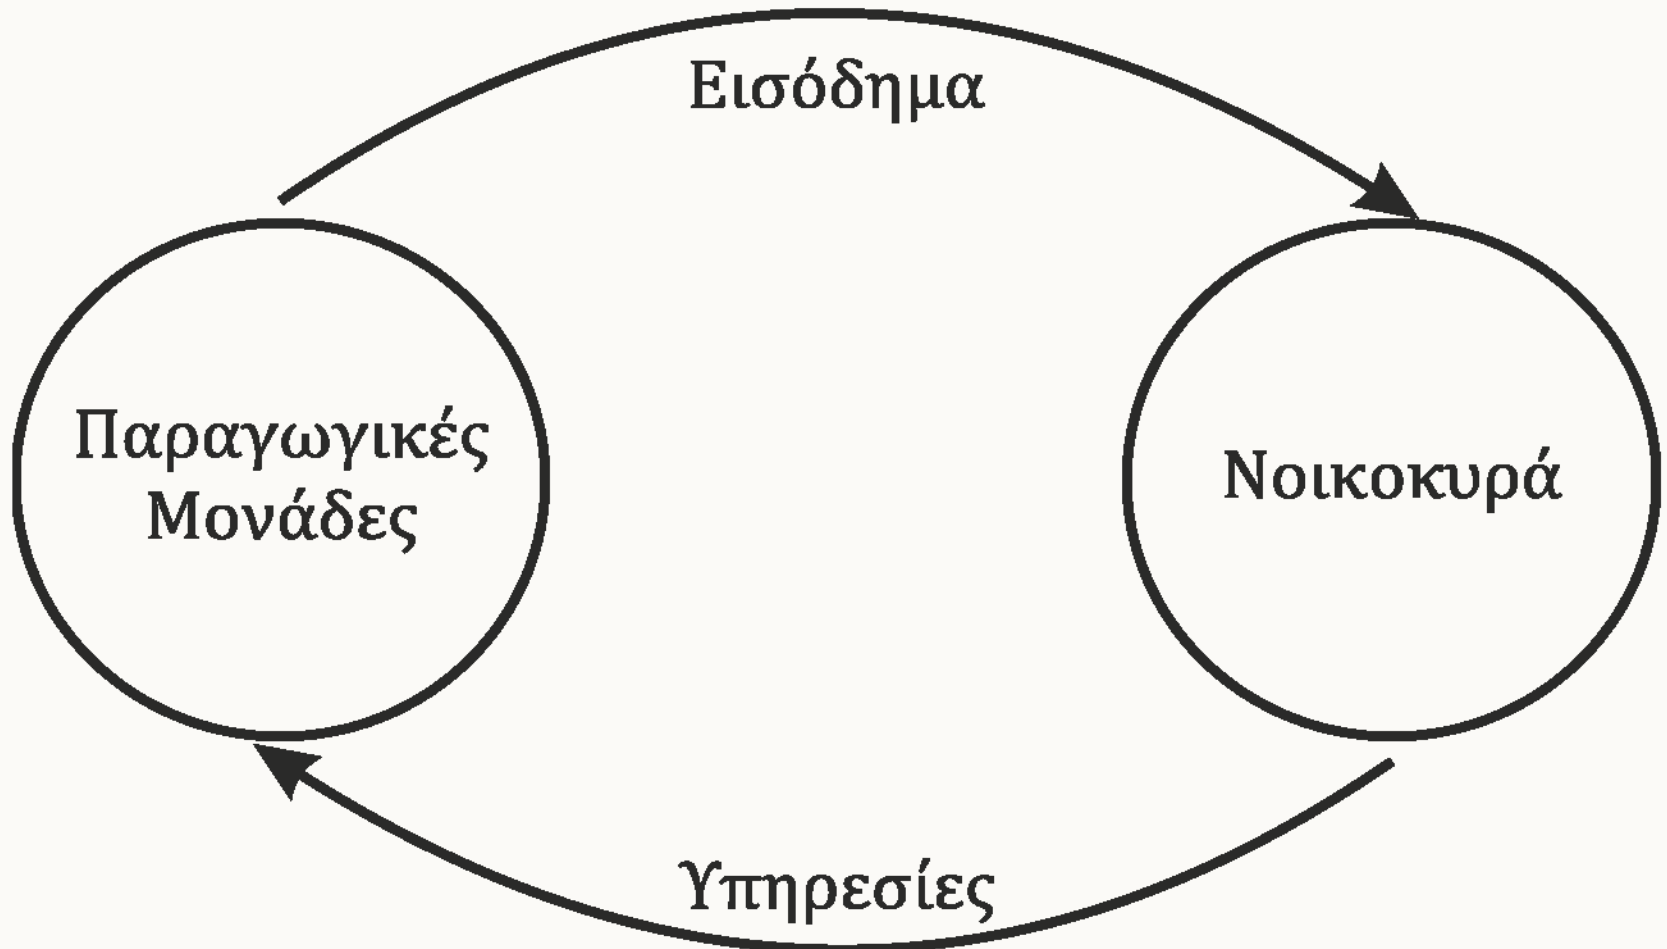 Εισόδημα
Παραγωγικές
Μονάδες
Νοικοκυρά
Υπηρεσίες